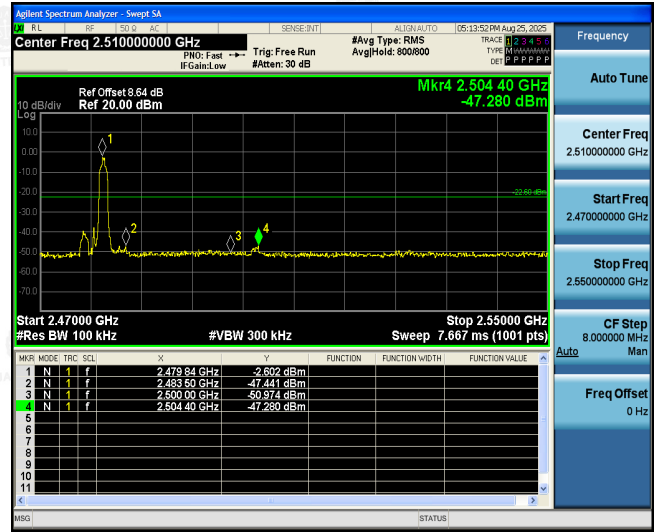 Agilent Spectrum Analyzer - Swept SA
LXI RL RF 50 Ω AC SENSE:INT ALIGN AUTO 05:13:52 PM Aug 25, 2025
Center Freq 2.510000000 GHz
#Avg Type: RMS
TRACE 1 2 3 4 5 6
PNO: Fast Trig: Free Run Avg|Hold: 800/800
TYPE M
IFGain:Low #Atten: 30 dB
DET P P P P P P
Frequency
Auto Tune
Center Freq
2.510000000 GHz
Start Freq
2.470000000 GHz
Stop Freq
2.550000000 GHz
CF Step
8.000000 MHz
Auto Man
Freq Offset
0 Hz
Mkr4 2.504 40 GHz
-47.280 dBm
Ref Offset 8.64 dB
10 dB/div Ref 20.00 dBm
Log
10.0
0.00
-10.0
-20.0
-30.0
-40.0
-50.0
-60.0
-70.0
1
2
3
4
-22.60 dBm
Start 2.47000 GHz Stop 2.55000 GHz
#Res BW 100 kHz #VBW 300 kHz Sweep 7.667 ms (1001 pts)
MKR MODE TRC SCL X Y FUNCTION FUNCTION WIDTH FUNCTION VALUE
1 N 1 f 2.479 84 GHz -2.602 dBm
2 N 1 f 2.483 50 GHz -47.441 dBm
3 N 1 f 2.500 00 GHz -50.974 dBm
4 N 1 f 2.504 40 GHz -47.280 dBm
5
6
7
8
9
10
11
MSG STATUS